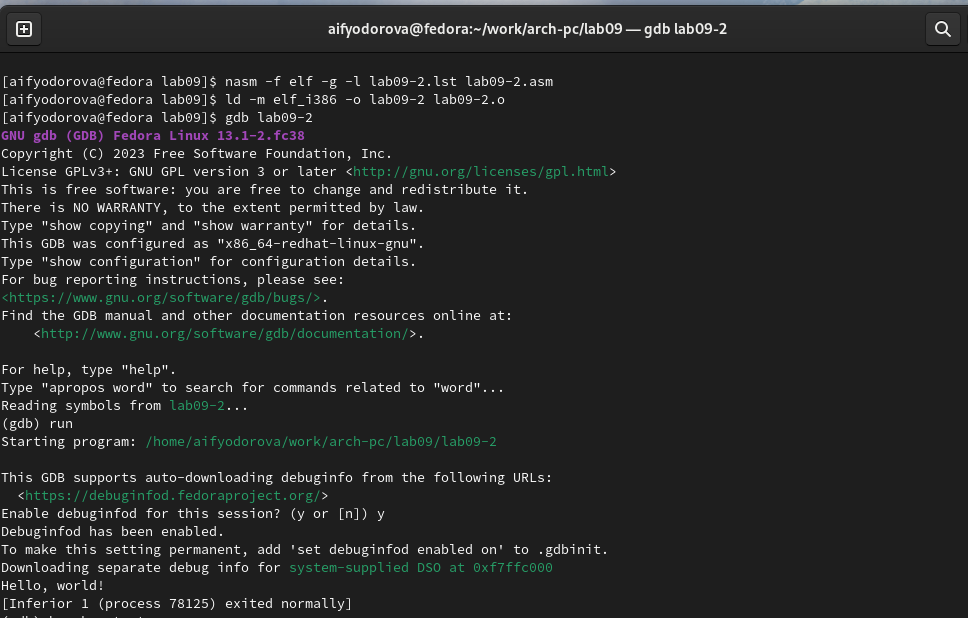 aifyodorova@fedora:~/work/arch-pc/lab09 — gdb lab09-2
[aifyodorova@fedora lab09]$ nasm -f elf -g -l lab09-2.lst lab09-2.asm
[aifyodorova@fedora lab09]$ ld -m elf_i386 -o lab09-2 lab09-2.o
[aifyodorova@fedora lab09]$ gdb lab09-2
GNU gdb (GDB) Fedora Linux 13.1-2.fc38
Copyright (C) 2023 Free Software Foundation, Inc.
License GPLv3+: GNU GPL version 3 or later <http://gnu.org/licenses/gpl.html>
This is free software: you are free to change and redistribute it.
There is NO WARRANTY, to the extent permitted by law.
Type "show copying" and "show warranty" for details.
This GDB was configured as "x86_64-redhat-linux-gnu".
Type "show configuration" for configuration details.
For bug reporting instructions, please see:
<https://www.gnu.org/software/gdb/bugs/>.
Find the GDB manual and other documentation resources online at:
    <http://www.gnu.org/software/gdb/documentation/>.
For help, type "help".
Type "apropos word" to search for commands related to "word"...
Reading symbols from lab09-2...
(gdb) run
Starting program: /home/aifyodorova/work/arch-pc/lab09/lab09-2
This GDB supports auto-downloading debuginfo from the following URLs:
  <https://debuginfod.fedoraproject.org/>
Enable debuginfod for this session? (y or [n]) y
Debuginfod has been enabled.
To make this setting permanent, add 'set debuginfod enabled on' to .gdbinit.
Downloading separate debug info for system-supplied DSO at 0xf7ffc000
Hello, world!
[Inferior 1 (process 78125) exited normally]